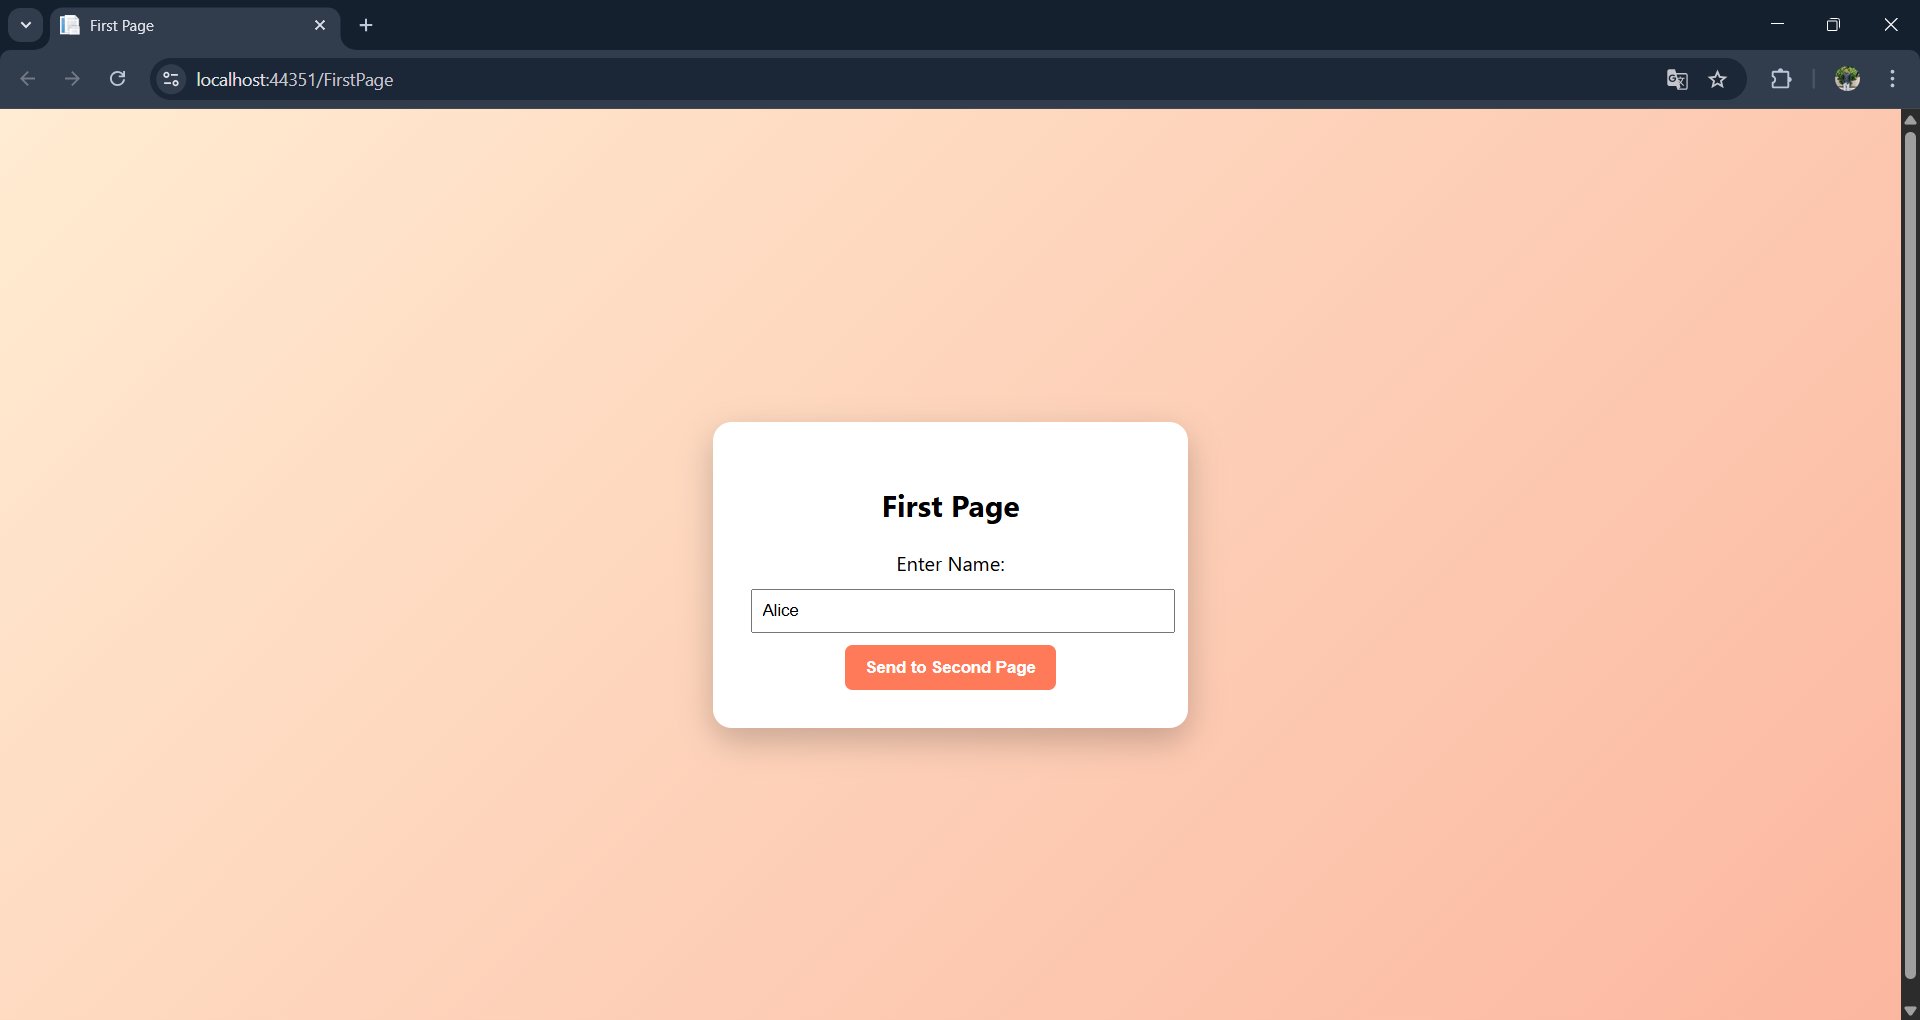 First Page
localhost:44351/FirstPage
First Page
Enter Name:
Alice
Send to Second Page